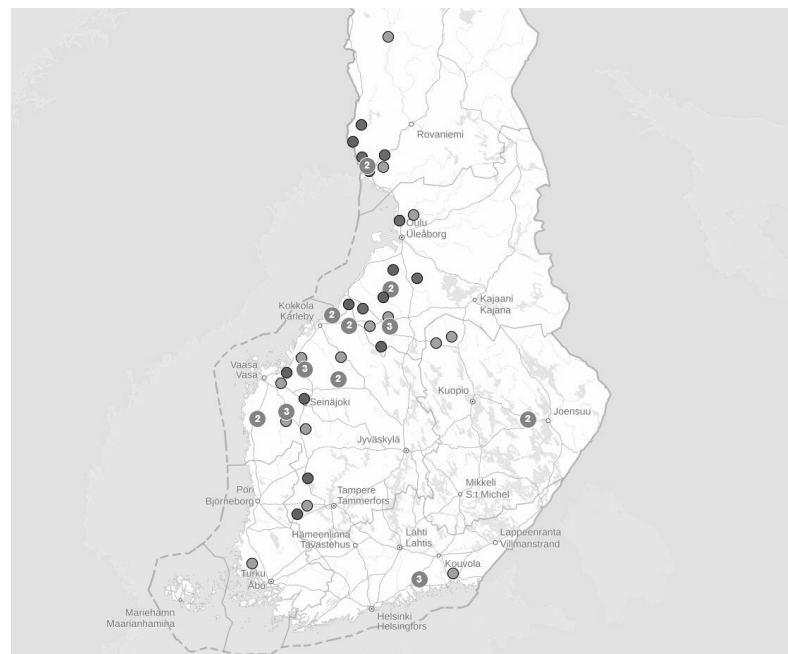 2
Rovaniemi
Oulu
Uleåborg
2
Kajaani
Kajana
Kokkola
Karleby
2
2
3
Vaasa
Vasa
3
2
Kuopio
Seinäjoki
3
2
2
Joensuu
Jyväskylä
Pori
Björneborg
Tampere
Tammerfors
Mikkeli
S:t Michel
Hämeenlinna
Tavastehus
Lahti
Lahtis
Lappeenranta
Villmanstrand
Kouvola
Turku
Åbo
3
Mariehamn
Maarianhamina
Helsinki
Helsingfors